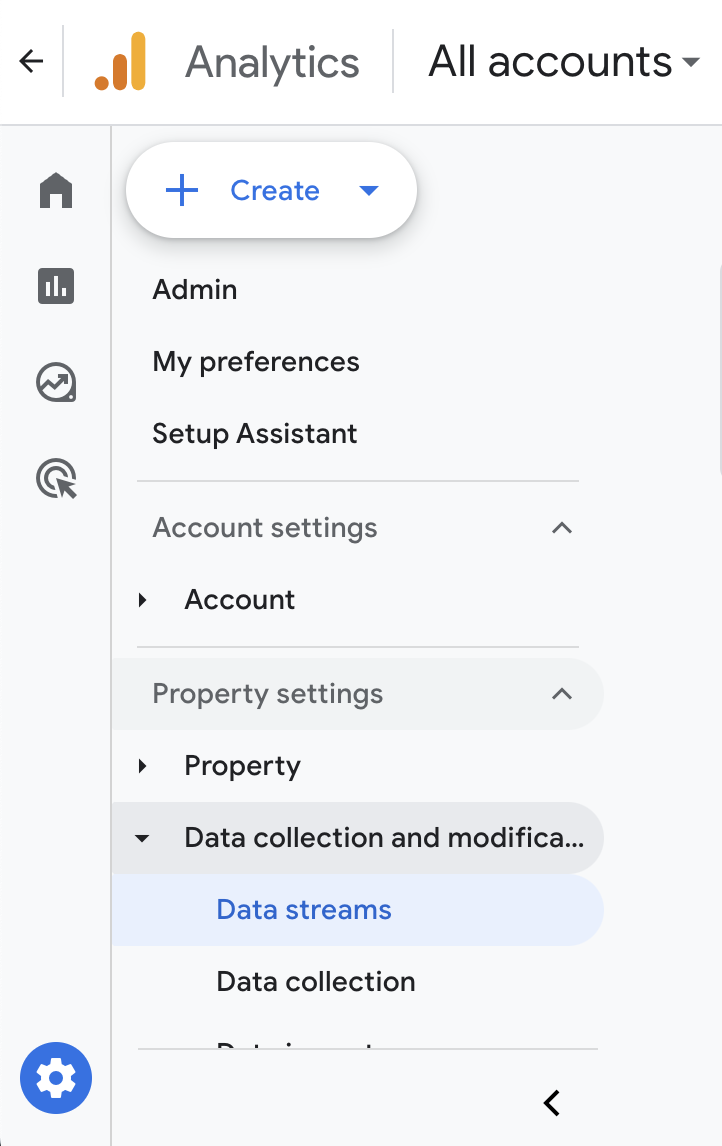 Analytics
All accounts
Create
Admin
My preferences
Setup Assistant
Account settings
Account
Property settings
Property
Data collection and modifica...
Data streams
Data collection